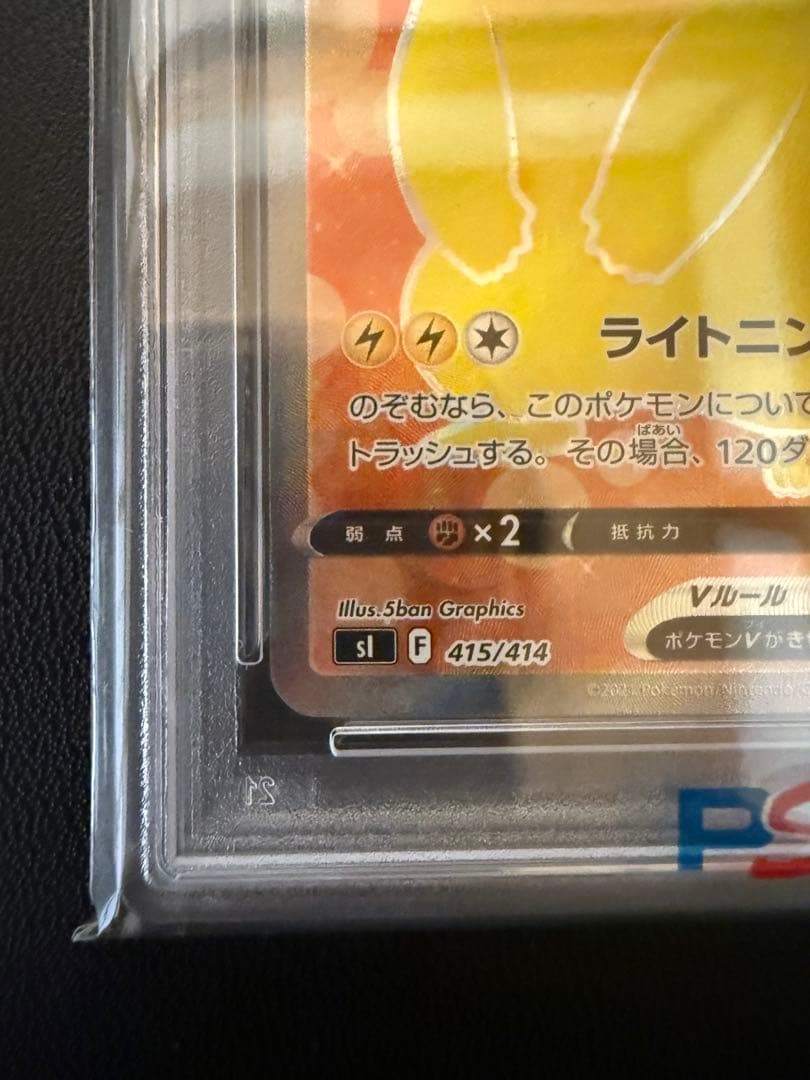 ライトニン
のぞむなら、このポケモンについて
ばあい
トラッシュする。その場合、120ダ
弱点 ×2 抵抗力
Illus.5ban Graphics
Vルール
sI F 415/414
ポケモンVがき
©2021 Pokémon/Nintendo
21
PS